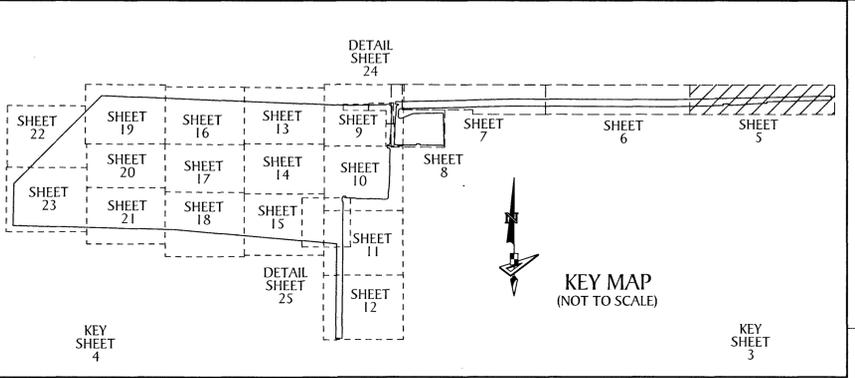 DETAIL
SHEET
24
SHEET
22
SHEET
19
SHEET
16
SHEET
13
SHEET
9
SHEET
7
SHEET
6
SHEET
5
SHEET
8
SHEET
20
SHEET
17
SHEET
14
SHEET
10
SHEET
23
SHEET
21
SHEET
18
SHEET
15
SHEET
11
N
DETAIL
SHEET
25
SHEET
12
KEY MAP
(NOT TO SCALE)
KEY
SHEET
4
KEY
SHEET
3